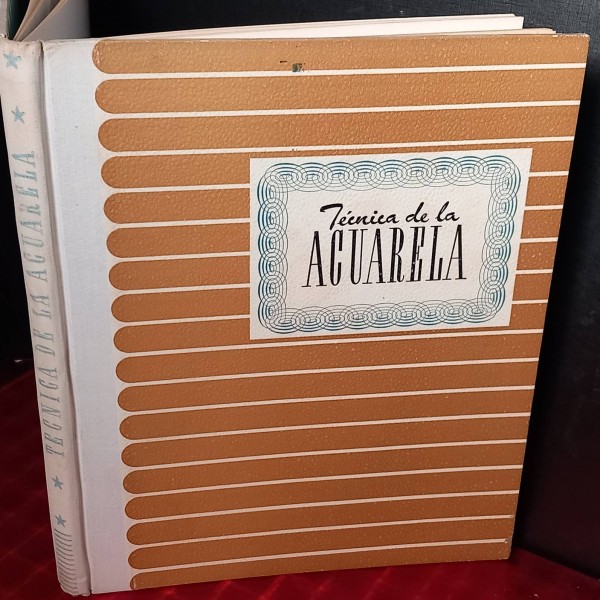 Técnica de la
ACUARELA
TECNICA DE LA ACUARELA